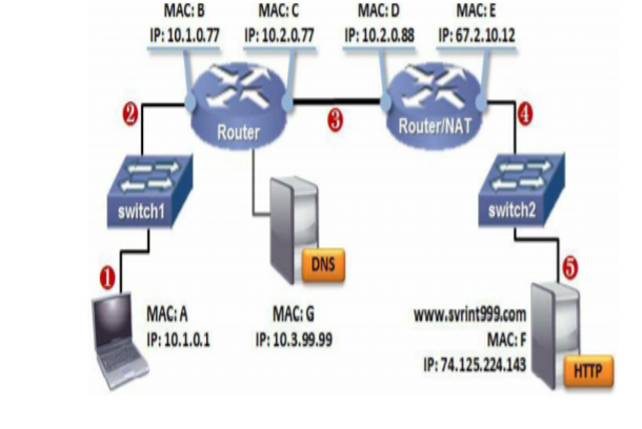 MAC: B
IP: 10.1.0.77
MAC: C
IP: 10.2.0.77
MAC: D
IP: 10.2.0.88
MAC: E
IP: 67.2.10.12
2
Router
3
Router/NAT
4
switch1
switch2
DNS
1
5
MAC: A
IP: 10.1.0.1
MAC: G
IP: 10.3.99.99
www.svrint999.com
MAC: F
IP: 74.125.224.143
HTTP